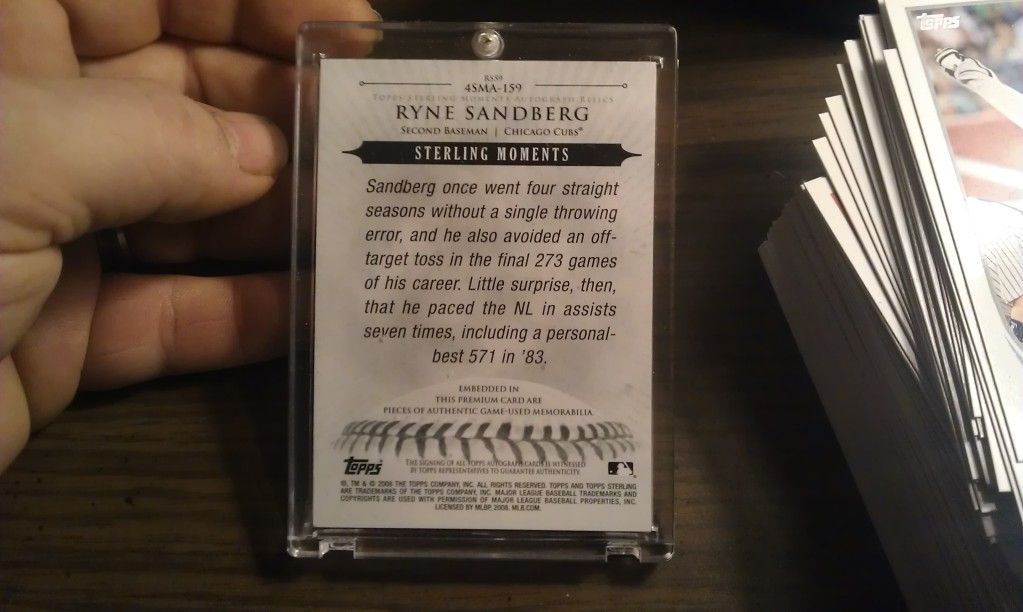 RSS9
4SMA-159
TOPPS STERLING MOMENTS AUTOGRAPH RELICS
RYNE SANDBERG
SECOND BASEMAN | CHICAGO CUBS®
STERLING MOMENTS
Sandberg once went four straight
seasons without a single throwing
error, and he also avoided an off-
target toss in the final 273 games
of his career. Little surprise, then,
that he paced the NL in assists
seven times, including a personal-
best 571 in '83.
EMBEDDED IN
THIS PREMIUM CARD ARE
PIECES OF AUTHENTIC GAME-USED MEMORABILIA.
Topps
THE SIGNING OF ALL TOPPS AUTOGRAPH CARDS IS WITNESSED
BY TOPPS REPRESENTATIVES TO GUARANTEE AUTHENTICITY.
®, TM & © 2008 THE TOPPS COMPANY, INC. ALL RIGHTS RESERVED. TOPPS AND TOPPS STERLING
ARE TRADEMARKS OF THE TOPPS COMPANY, INC. MAJOR LEAGUE BASEBALL TRADEMARKS AND
COPYRIGHTS ARE USED WITH PERMISSION OF MAJOR LEAGUE BASEBALL PROPERTIES, INC.
LICENSED BY MLBP, 2008. MLB.COM.
Topps